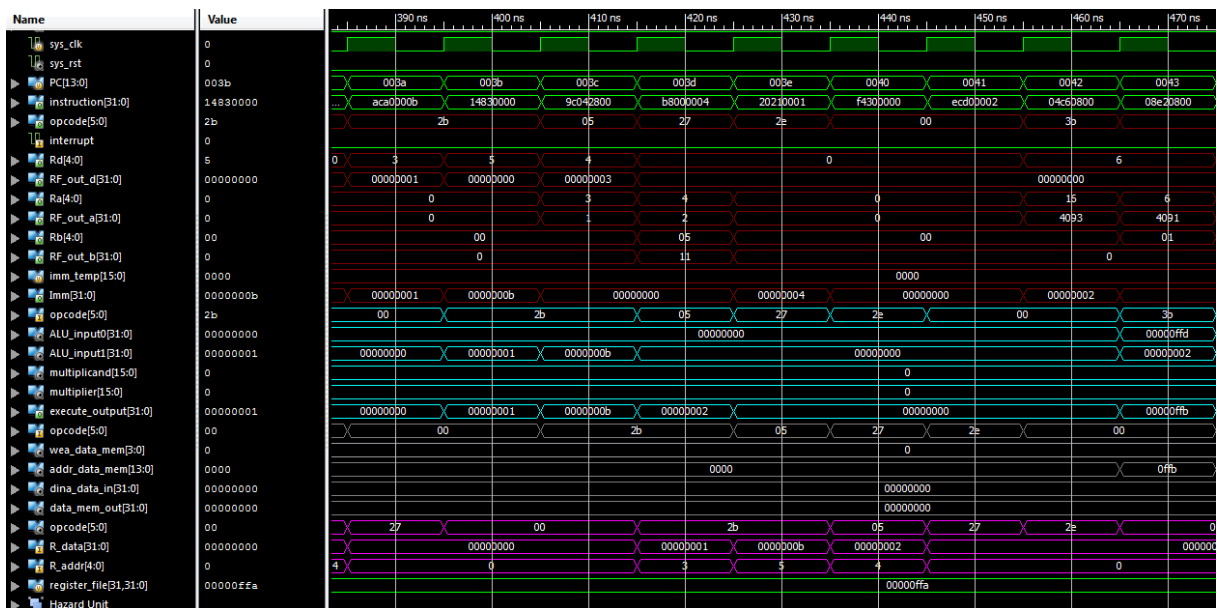 Name Value 390 ns 400 ns 410 ns 420 ns 430 ns 440 ns 450 ns 460 ns 470 ns
sys_clk 0
sys_rst 0
PC[13:0] 003b 003a 003b 003c 003d 003e 0040 0041 0042 0043
instruction[31:0] 14830000 ... aca0000b 14830000 9c042800 b8000004 20210001 f4300000 ecd00002 04c60800 08e20800
opcode[5:0] 2b 2b 05 27 2e 00 3b
interrupt 0
Rd[4:0] 5 0 3 5 4 0 6
RF_out_d[31:0] 00000000 00000001 00000000 00000003 00000000
Ra[4:0] 0 0 3 4 0 16 6
RF_out_a[31:0] 0 0 1 2 0 4093 4091
Rb[4:0] 00 00 05 00 01
RF_out_b[31:0] 0 0 11 0
imm_temp[15:0] 0000 0000
Imm[31:0] 0000000b 00000001 0000000b 00000000 00000004 00000000 00000002
opcode[5:0] 2b 00 2b 05 27 2e 00 3b
ALU_input0[31:0] 00000000 00000000 00000ffd
ALU_input1[31:0] 00000001 00000000 00000001 0000000b 00000000 00000002
multiplicand[15:0] 0 0
multiplier[15:0] 0 0
execute_output[31:0] 00000001 00000000 00000001 0000000b 00000002 00000000 00000ffb
opcode[5:0] 00 00 2b 05 27 2e 00
wea_data_mem[3:0] 0 0
addr_data_mem[13:0] 0000 0000 0ffb
dina_data_in[31:0] 00000000 00000000
data_mem_out[31:0] 00000000 00000000
opcode[5:0] 00 27 00 2b 05 27 2e 0
R_data[31:0] 00000000 00000000 00000001 0000000b 00000002 000000
R_addr[4:0] 0 4 0 3 5 4 0
register_file[31,31:0] 00000ffa 00000ffa
Hazard Unit